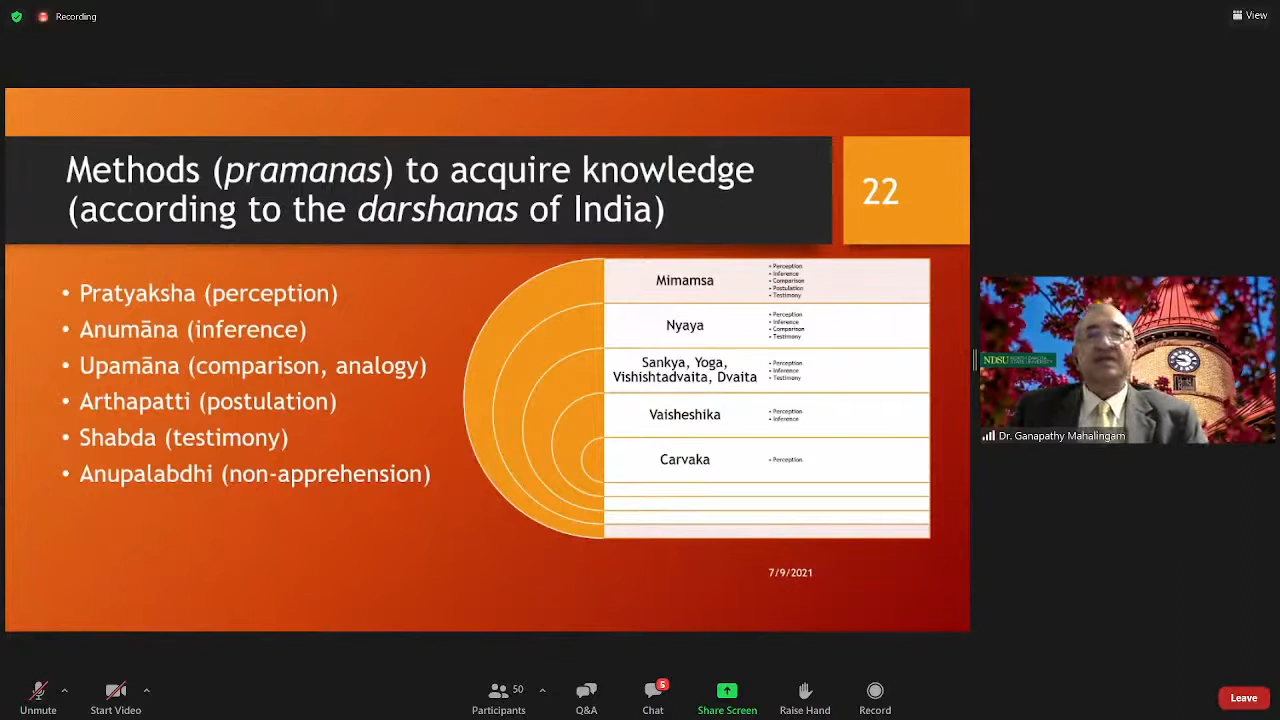 Recording
View
Methods (pramanas) to acquire knowledge
(according to the darshanas of India)
22
• Pratyaksha (perception)
• Anumāna (inference)
• Upamāna (comparison, analogy)
• Arthapatti (postulation)
• Shabda (testimony)
• Anupalabdhi (non-apprehension)
Mimamsa
• Perception
• Inference
• Comparison
• Postulation
• Testimony
Nyaya
• Perception
• Inference
• Comparison
• Testimony
Sankya, Yoga,
Vishishtadvaita, Dvaita
• Perception
• Inference
• Testimony
Vaisheshika
• Perception
• Inference
Carvaka
• Perception
7/9/2021
NDSU
Dr. Ganapathy Mahalingam
Unmute
Start Video
50
Participants
Q&A
5
Chat
Share Screen
Raise Hand
Record
Leave